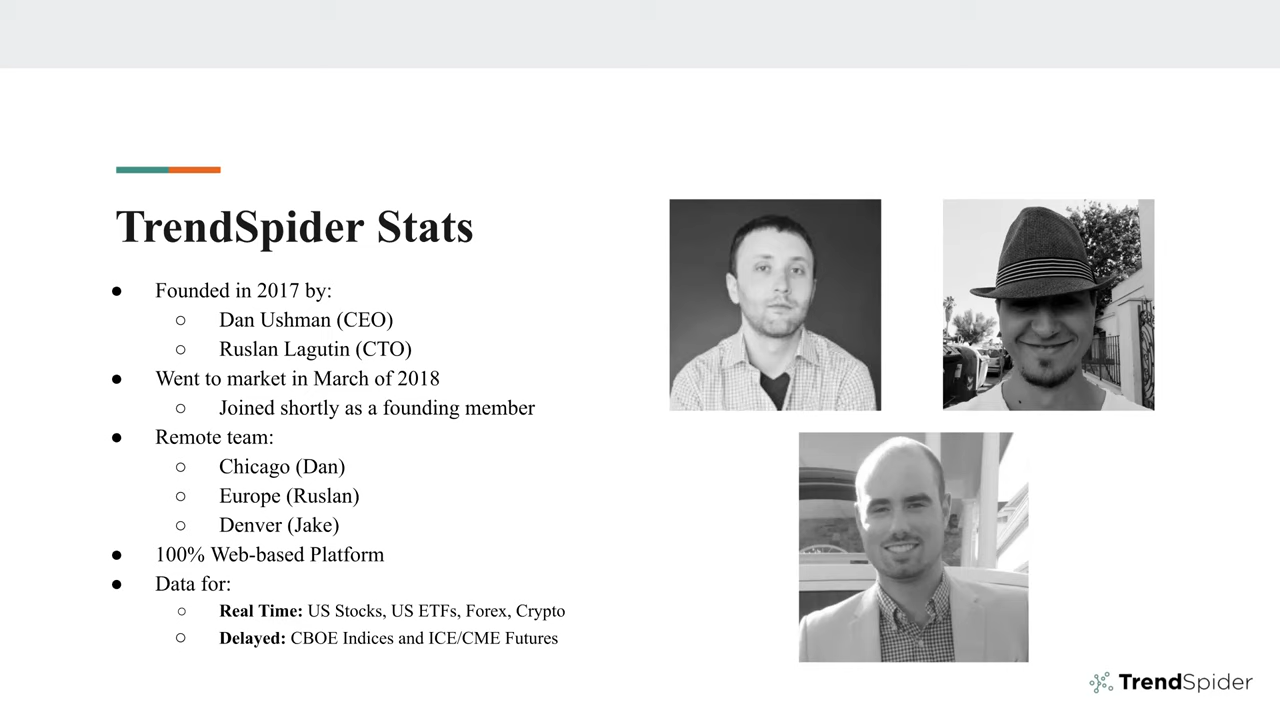 TrendSpider Stats
● Founded in 2017 by:
○ Dan Ushman (CEO)
○ Ruslan Lagutin (CTO)
● Went to market in March of 2018
○ Joined shortly as a founding member
● Remote team:
○ Chicago (Dan)
○ Europe (Ruslan)
○ Denver (Jake)
● 100% Web-based Platform
● Data for:
○ Real Time: US Stocks, US ETFs, Forex, Crypto
○ Delayed: CBOE Indices and ICE/CME Futures
TrendSpider